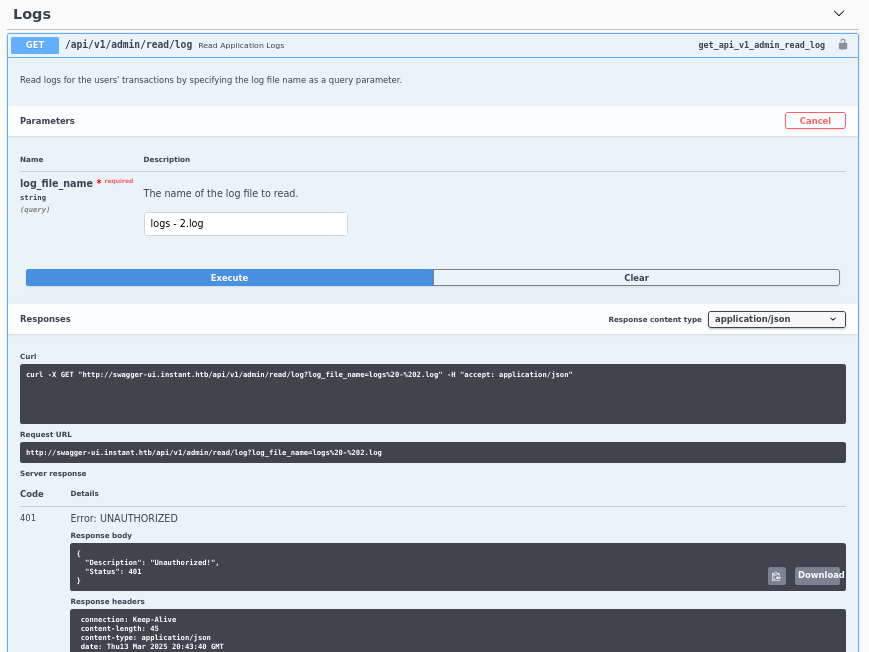 Logs
GET /api/v1/admin/read/log Read Application Logs get_api_v1_admin_read_log
Read logs for the users' transactions by specifying the log file name as a query parameter.
Parameters Cancel
Name Description
log_file_name * required
string
(query)
The name of the log file to read.
logs - 2.log
Execute Clear
Responses Response content type application/json
Curl
curl -X GET "http://swagger-ui.instant.htb/api/v1/admin/read/log?log_file_name=logs%20-%202.log" -H "accept: application/json"
Request URL
http://swagger-ui.instant.htb/api/v1/admin/read/log?log_file_name=logs%20-%202.log
Server response
Code Details
401 Error: UNAUTHORIZED
Response body
{
"Description": "Unauthorized!",
"Status": 401
}
Download
Response headers
connection: Keep-Alive
content-length: 45
content-type: application/json
date: Thu13 Mar 2025 20:43:40 GMT